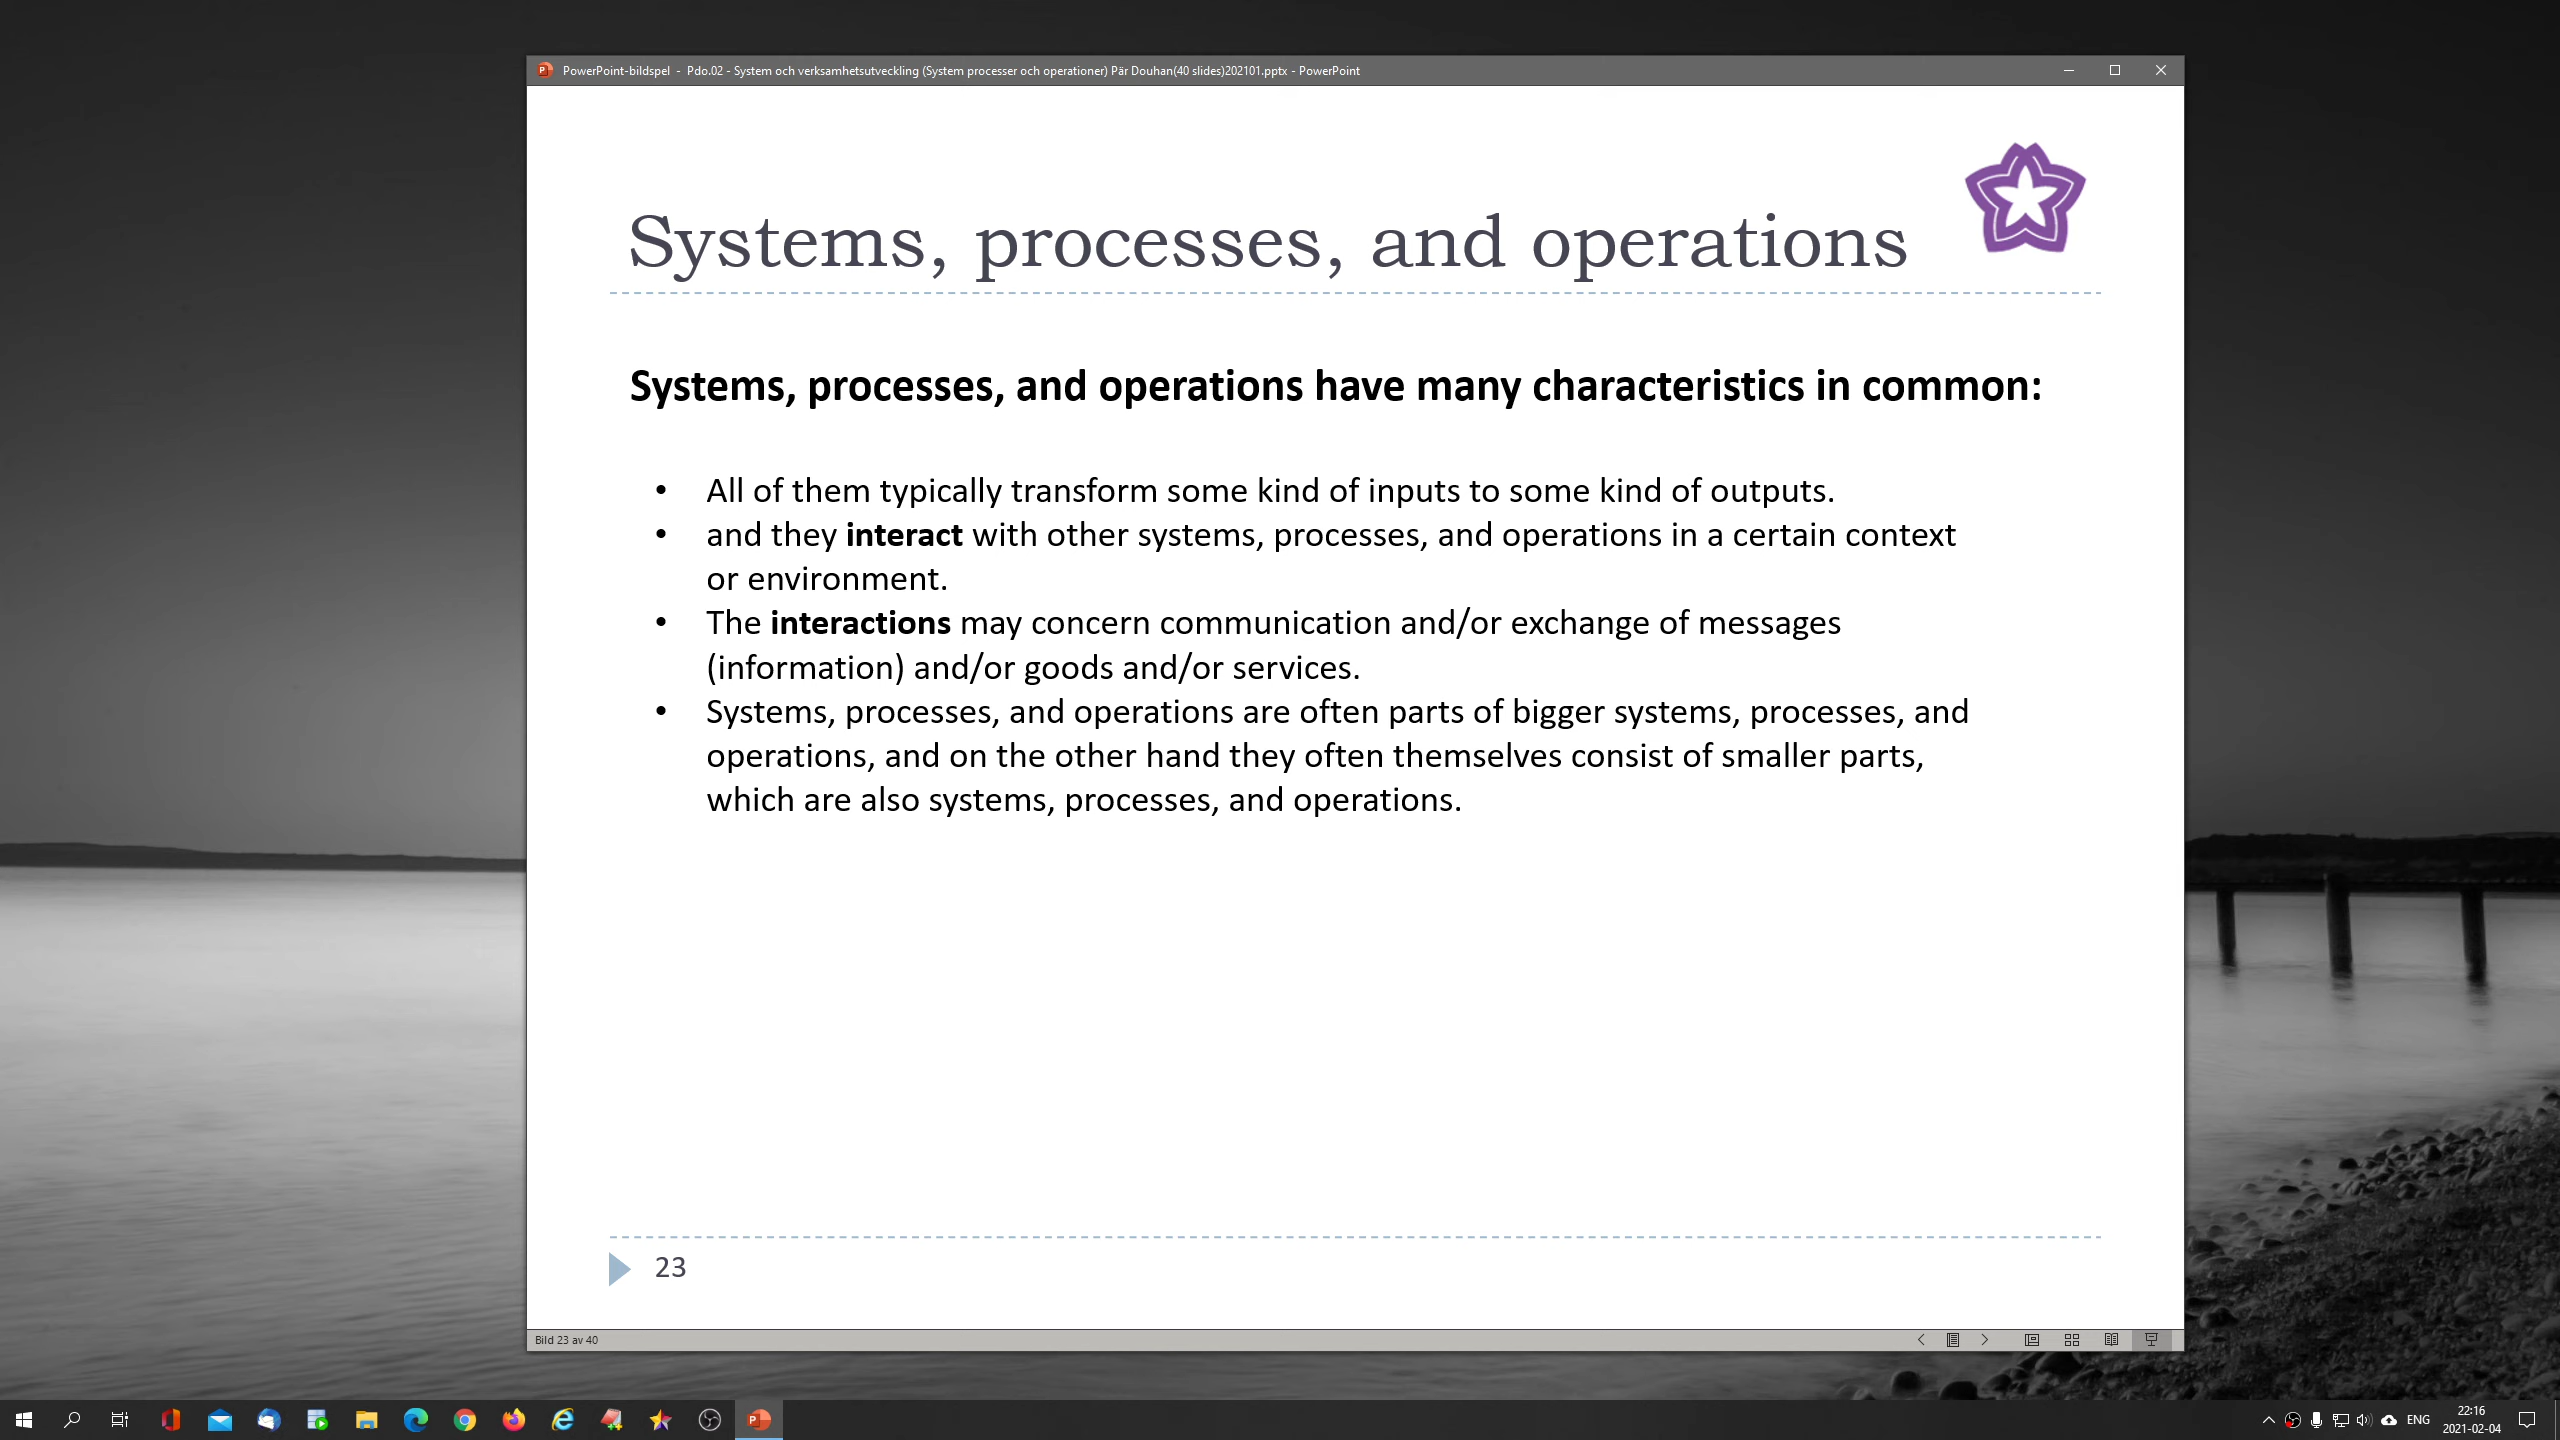 PowerPoint-bildspel - Pdo.02 - System och verksamhetsutveckling (System processer och operationer) Pär Douhan(40 slides)202101.pptx - PowerPoint
Systems, processes, and operations
Systems, processes, and operations have many characteristics in common:
• All of them typically transform some kind of inputs to some kind of outputs.
• and they interact with other systems, processes, and operations in a certain context
or environment.
• The interactions may concern communication and/or exchange of messages
(information) and/or goods and/or services.
• Systems, processes, and operations are often parts of bigger systems, processes, and
operations, and on the other hand they often themselves consist of smaller parts,
which are also systems, processes, and operations.
23
Bild 23 av 40
ENG
22:16
2021-02-04